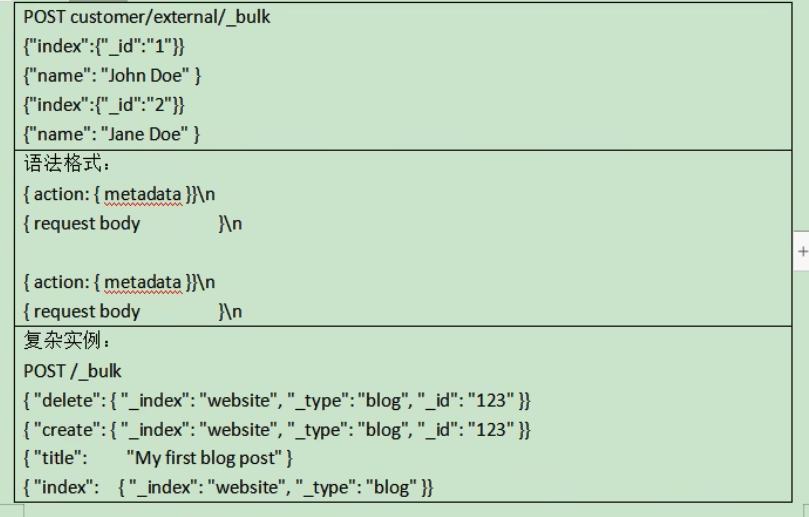 POST customer/external/_bulk
{"index":{"_id":"1"}}
{"name": "John Doe" }
{"index":{"_id":"2"}}
{"name": "Jane Doe" }
语法格式：
{ action: { metadata }}\n
{ request body }\n
{ action: { metadata }}\n
{ request body }\n
复杂实例：
POST /_bulk
{ "delete": { "_index": "website", "_type": "blog", "_id": "123" }}
{ "create": { "_index": "website", "_type": "blog", "_id": "123" }}
{ "title": "My first blog post" }
{ "index": { "_index": "website", "_type": "blog" }}